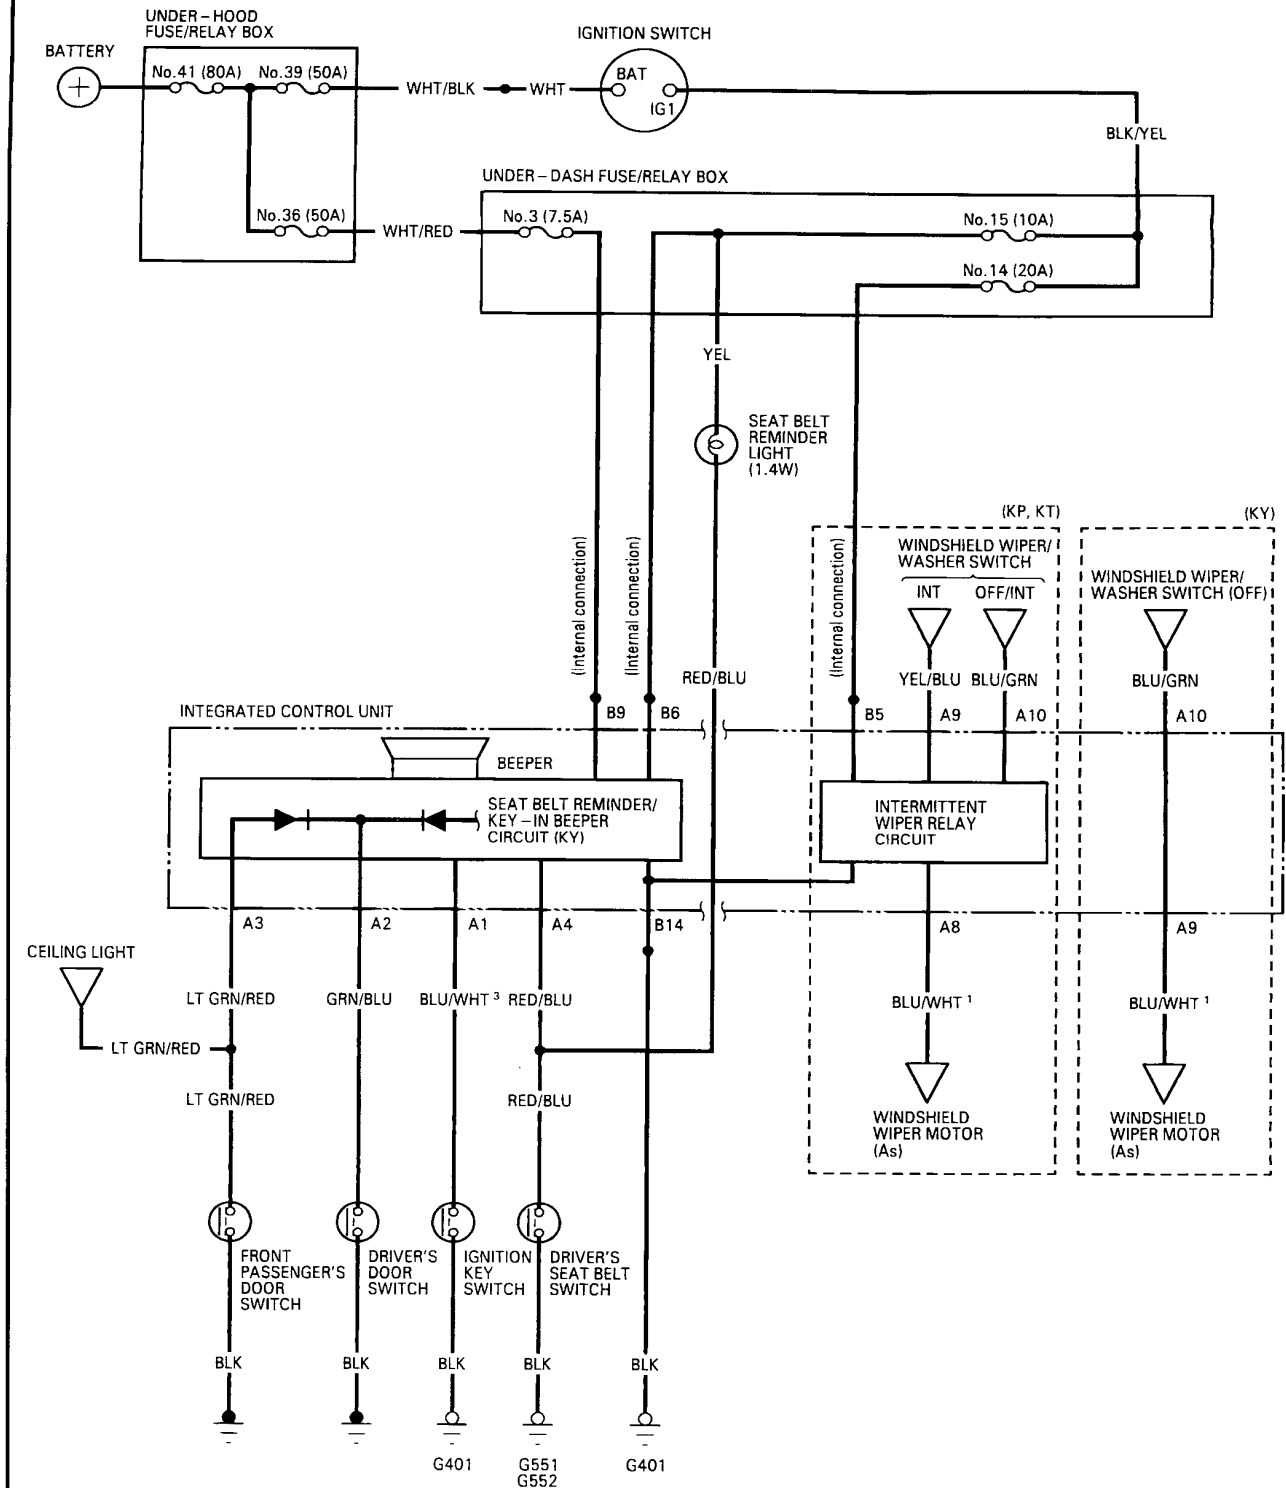 UNDER-HOOD
FUSE/RELAY BOX
BATTERY
+
No.41 (80A)
No.39 (50A)
WHT/BLK
WHT
IGNITION SWITCH
BAT
IG1
BLK/YEL
UNDER-DASH FUSE/RELAY BOX
No.36 (50A)
WHT/RED
No.3 (7.5A)
No.15 (10A)
No.14 (20A)
YEL
SEAT BELT
REMINDER
LIGHT
(1.4W)
(KP, KT)
(KY)
(Internal connection)
(Internal connection)
(Internal connection)
WINDSHIELD WIPER/
WASHER SWITCH
INT
OFF/INT
WINDSHIELD WIPER/
WASHER SWITCH (OFF)
RED/BLU
YEL/BLU
BLU/GRN
BLU/GRN
INTEGRATED CONTROL UNIT
B9
B6
B5
A9
A10
A10
BEEPER
SEAT BELT REMINDER/
KEY-IN BEEPER
CIRCUIT (KY)
INTERMITTENT
WIPER RELAY
CIRCUIT
A3
A2
A1
A4
B14
A8
A9
CEILING LIGHT
LT GRN/RED
GRN/BLU
BLU/WHT 3
RED/BLU
BLU/WHT 1
BLU/WHT 1
LT GRN/RED
LT GRN/RED
RED/BLU
WINDSHIELD
WIPER MOTOR
(As)
WINDSHIELD
WIPER MOTOR
(As)
FRONT
PASSENGER'S
DOOR
SWITCH
DRIVER'S
DOOR
SWITCH
IGNITION
KEY
SWITCH
DRIVER'S
SEAT BELT
SWITCH
BLK
BLK
BLK
BLK
BLK
G401
G551
G552
G401